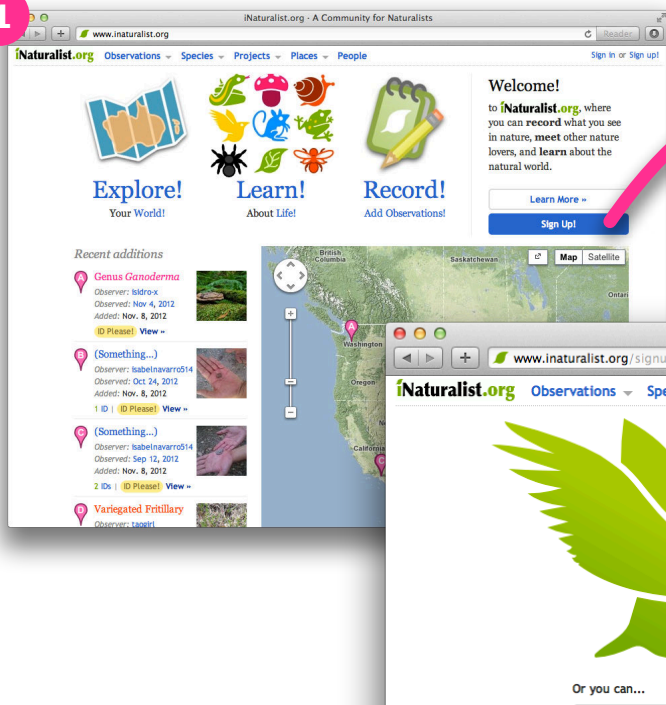 1
iNaturalist.org - A Community for Naturalists
www.inaturalist.org
Reader
iNaturalist.org Observations Species Projects Places People
Sign in or Sign up!
Explore!
Your World!
Learn!
About Life!
Record!
Add Observations!
Welcome!
to iNaturalist.org, where
you can record what you see
in nature, meet other nature
lovers, and learn about the
natural world.
Learn More »
Sign Up!
Recent additions
A
Genus Ganoderma
Observer: isidro-x
Observed: Nov 4, 2012
Added: Nov. 8, 2012
ID Please! View »
B
(Something...)
Observer: isabelnavarro514
Observed: Oct 24, 2012
Added: Nov. 8, 2012
1 ID | ID Please! View »
C
(Something...)
Observer: isabelnavarro514
Observed: Sep 12, 2012
Added: Nov. 8, 2012
2 IDs | ID Please! View »
D
Variegated Fritillary
Observer: taogirl
British
Columbia
Saskatchewan
Map Satellite
Ontari
A
Washington
Oregon
Ne
California
C
www.inaturalist.org/signu
iNaturalist.org Observations Spe
Or you can...